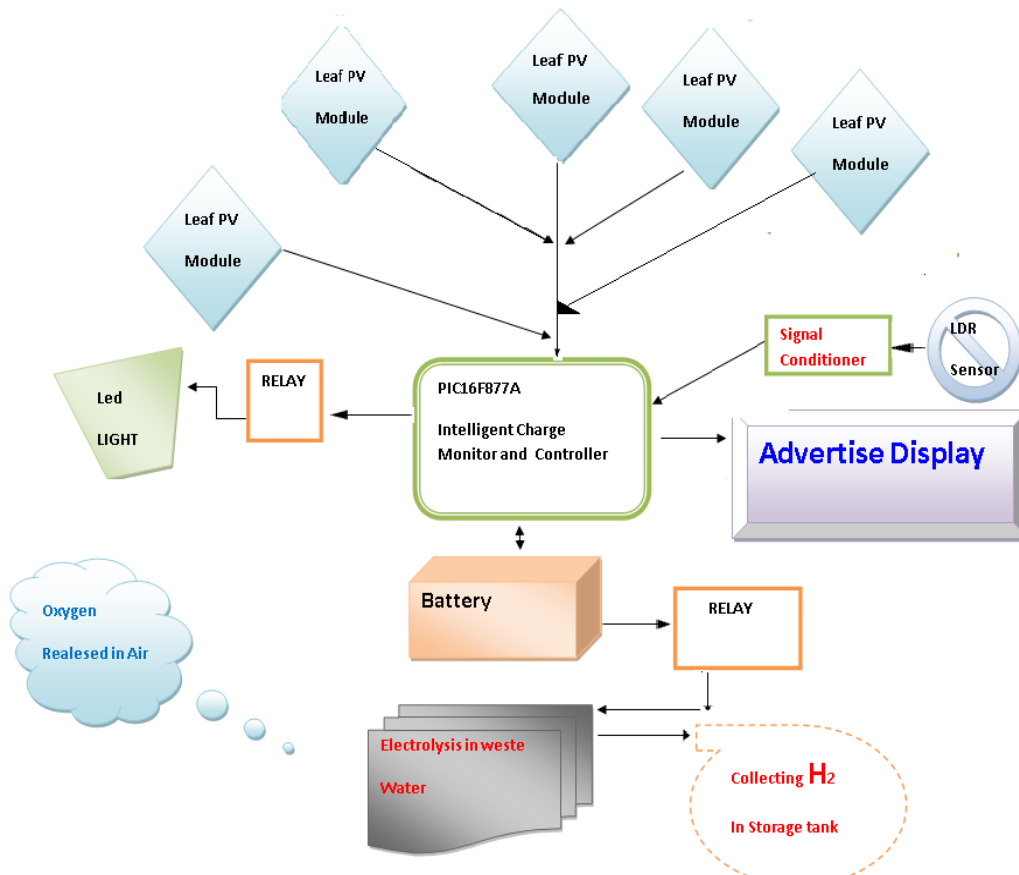 Leaf PV
Module
Leaf PV
Module
Leaf PV
Module
Leaf PV
Module
Leaf PV
Module
Signal
Conditioner
LDR
Sensor
RELAY
Led
LIGHT
PIC16F877A
Intelligent Charge
Monitor and Controller
Advertise Display
Battery
RELAY
Oxygen
Realesed in Air
Electrolysis in weste
Water
Collecting H2
In Storage tank